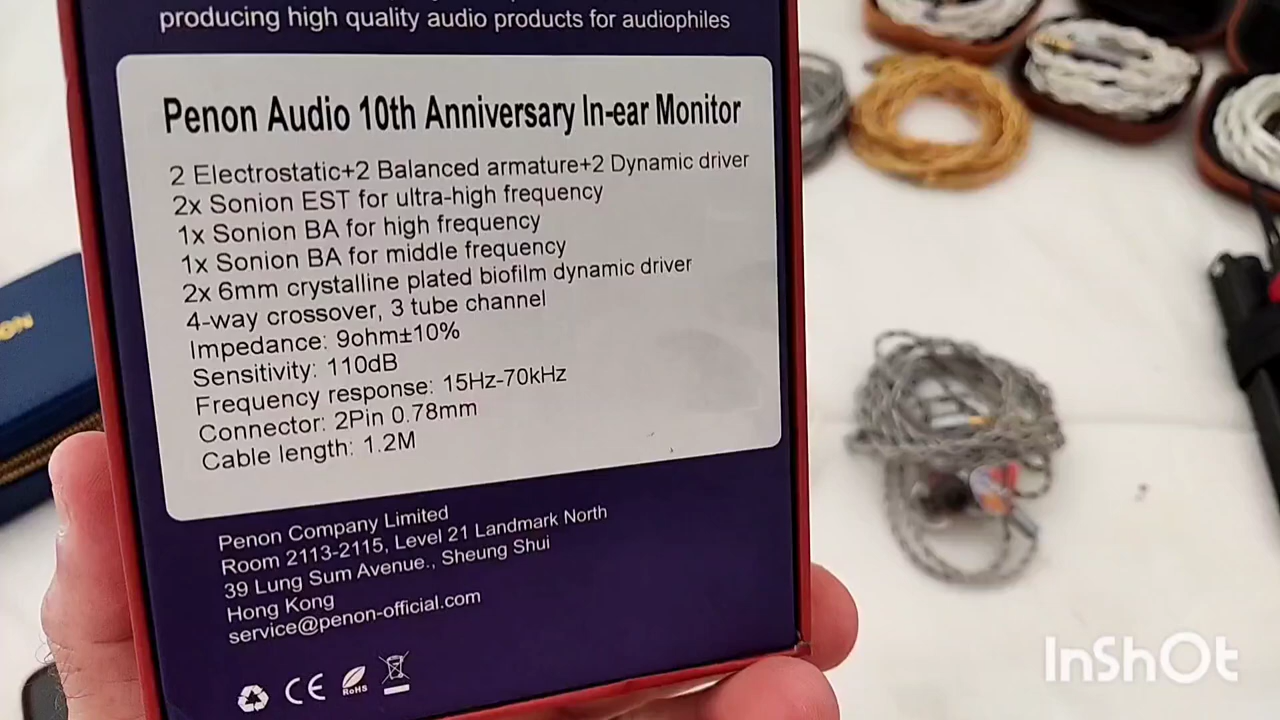 producing high quality audio products for audiophiles
Penon Audio 10th Anniversary In-ear Monitor
2 Electrostatic+2 Balanced armature+2 Dynamic driver
2x Sonion EST for ultra-high frequency
1x Sonion BA for high frequency
1x Sonion BA for middle frequency
2x 6mm crystalline plated biofilm dynamic driver
4-way crossover, 3 tube channel
Impedance: 9ohm±10%
Sensitivity: 110dB
Frequency response: 15Hz-70kHz
Connector: 2Pin 0.78mm
Cable length: 1.2M
Penon Company Limited
Room 2113-2115, Level 21 Landmark North
39 Lung Sum Avenue., Sheung Shui
Hong Kong
service@penon-official.com
CE
RoHS
InShOt